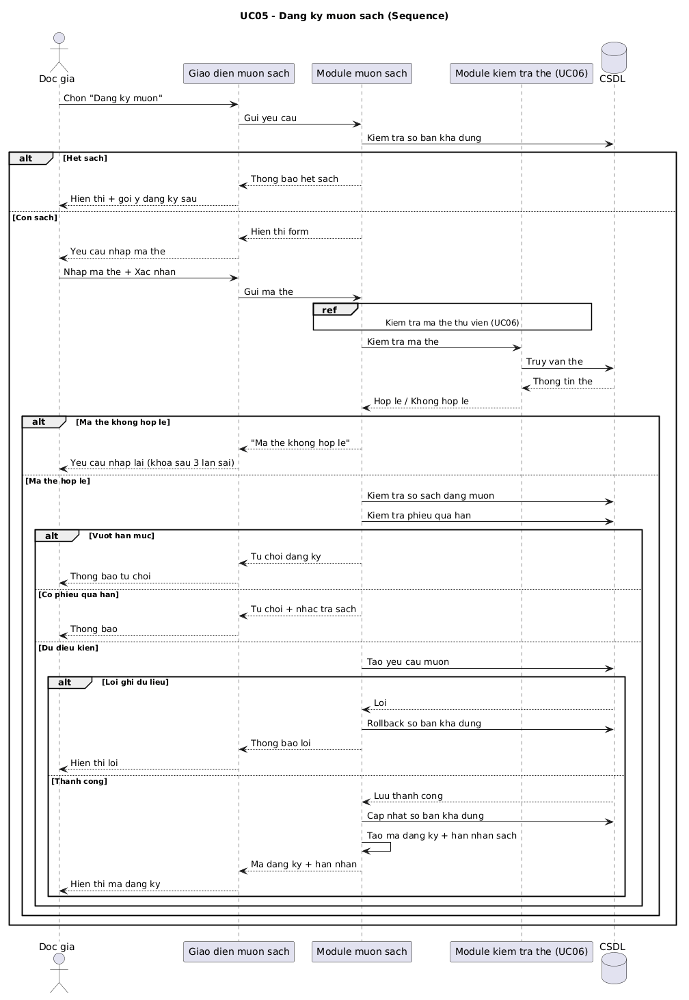 UC05 - Dang ky muon sach (Sequence)
Doc gia
Giao dien muon sach
Module muon sach
Module kiem tra the (UC06)
CSDL
Chon "Dang ky muon"
Gui yeu cau
Kiem tra so ban kha dung
alt
[Het sach]
Thong bao het sach
Hien thi + goi y dang ky sau
[Con sach]
Hien thi form
Yeu cau nhap ma the
Nhap ma the + Xac nhan
Gui ma the
ref
Kiem tra ma the thu vien (UC06)
Kiem tra ma the
Truy van the
Thong tin the
Hop le / Khong hop le
alt
[Ma the khong hop le]
"Ma the khong hop le"
Yeu cau nhap lai (khoa sau 3 lan sai)
[Ma the hop le]
Kiem tra so sach dang muon
Kiem tra phieu qua han
alt
[Vuot han muc]
Tu choi dang ky
Thong bao tu choi
[Co phieu qua han]
Tu choi + nhac tra sach
Thong bao
[Du dieu kien]
Tao yeu cau muon
alt
[Loi ghi du lieu]
Loi
Rollback so ban kha dung
Thong bao loi
Hien thi loi
[Thanh cong]
Luu thanh cong
Cap nhat so ban kha dung
Tao ma dang ky + han nhan sach
Ma dang ky + han nhan
Hien thi ma dang ky
Doc gia
Giao dien muon sach
Module muon sach
Module kiem tra the (UC06)
CSDL